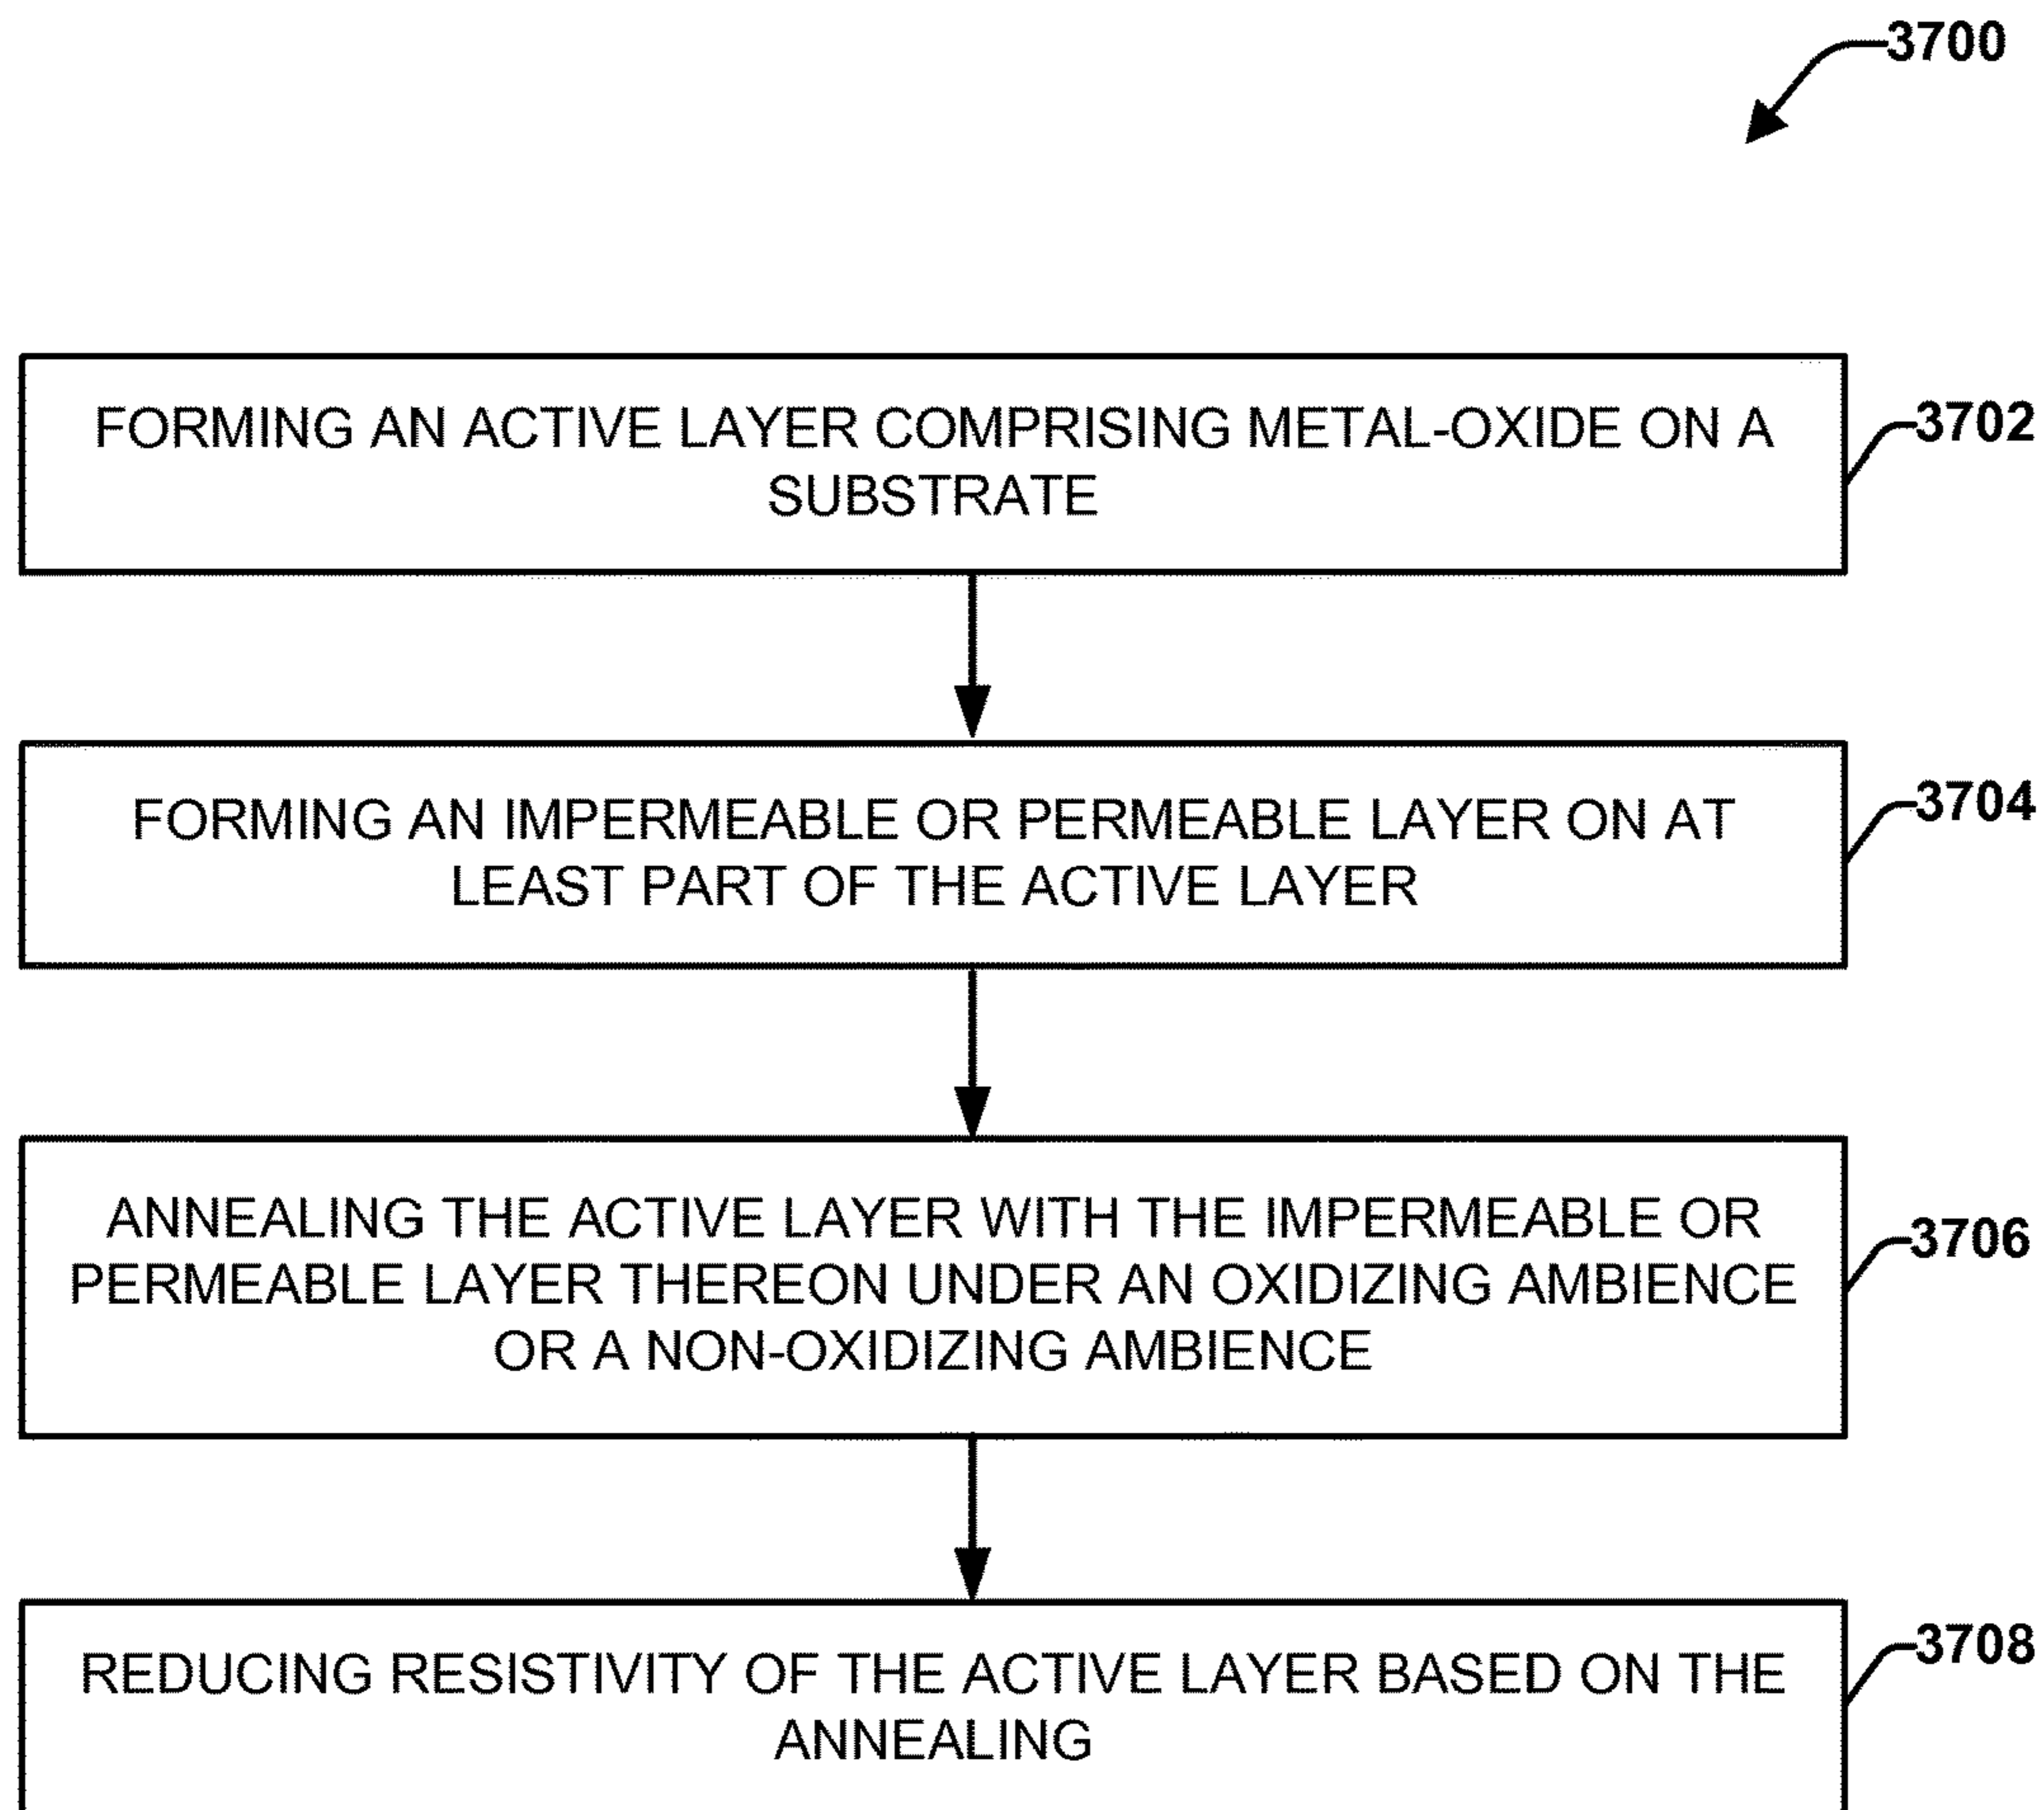 3700
FORMING AN ACTIVE LAYER COMPRISING METAL-OXIDE ON A
SUBSTRATE
3702
FORMING AN IMPERMEABLE OR PERMEABLE LAYER ON AT
LEAST PART OF THE ACTIVE LAYER
3704
ANNEALING THE ACTIVE LAYER WITH THE IMPERMEABLE OR
PERMEABLE LAYER THEREON UNDER AN OXIDIZING AMBIENCE
OR A NON-OXIDIZING AMBIENCE
3706
REDUCING RESISTIVITY OF THE ACTIVE LAYER BASED ON THE
ANNEALING
3708